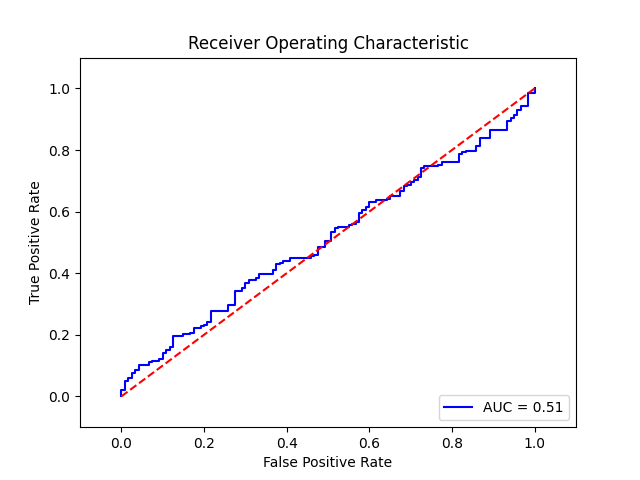 Receiver Operating Characteristic
True Positive Rate
1.0
0.8
0.6
0.4
0.2
0.0
AUC = 0.51
0.0 0.2 0.4 0.6 0.8 1.0
False Positive Rate